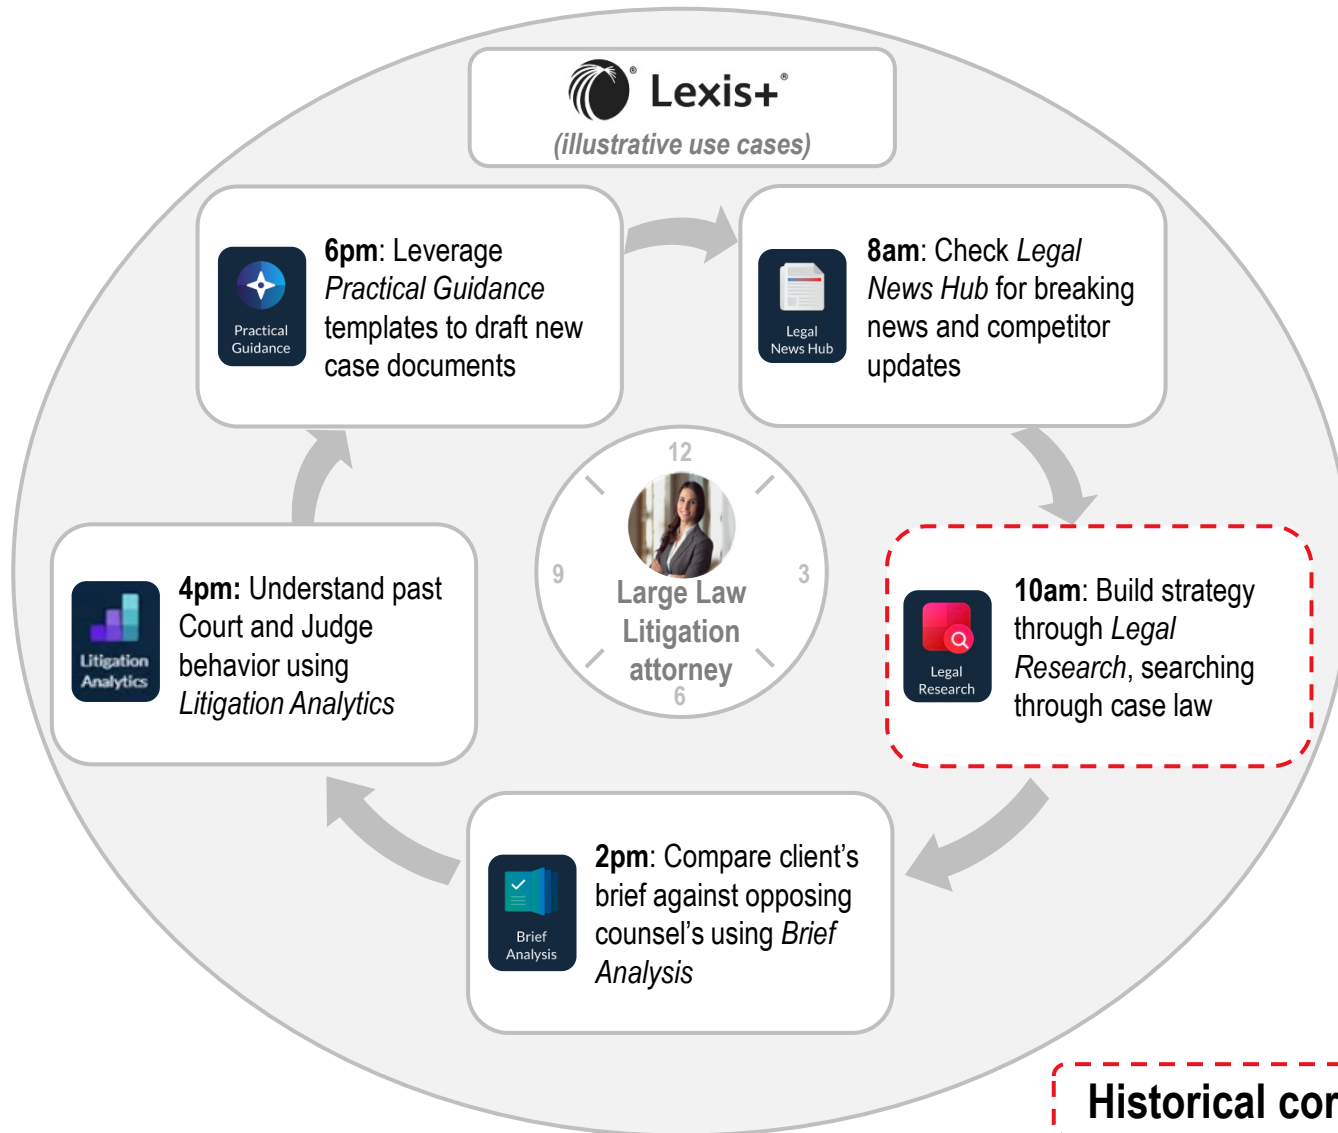 Lexis+®
(illustrative use cases)
6pm: Leverage
Practical Guidance
templates to draft new
case documents
Practical
Guidance
8am: Check Legal
News Hub for breaking
news and competitor
updates
Legal
News Hub
12
3
6
9
Large Law
Litigation
attorney
4pm: Understand past
Court and Judge
behavior using
Litigation Analytics
Litigation
Analytics
10am: Build strategy
through Legal
Research, searching
through case law
Legal
Research
2pm: Compare client’s
brief against opposing
counsel’s using Brief
Analysis
Brief
Analysis
Historical